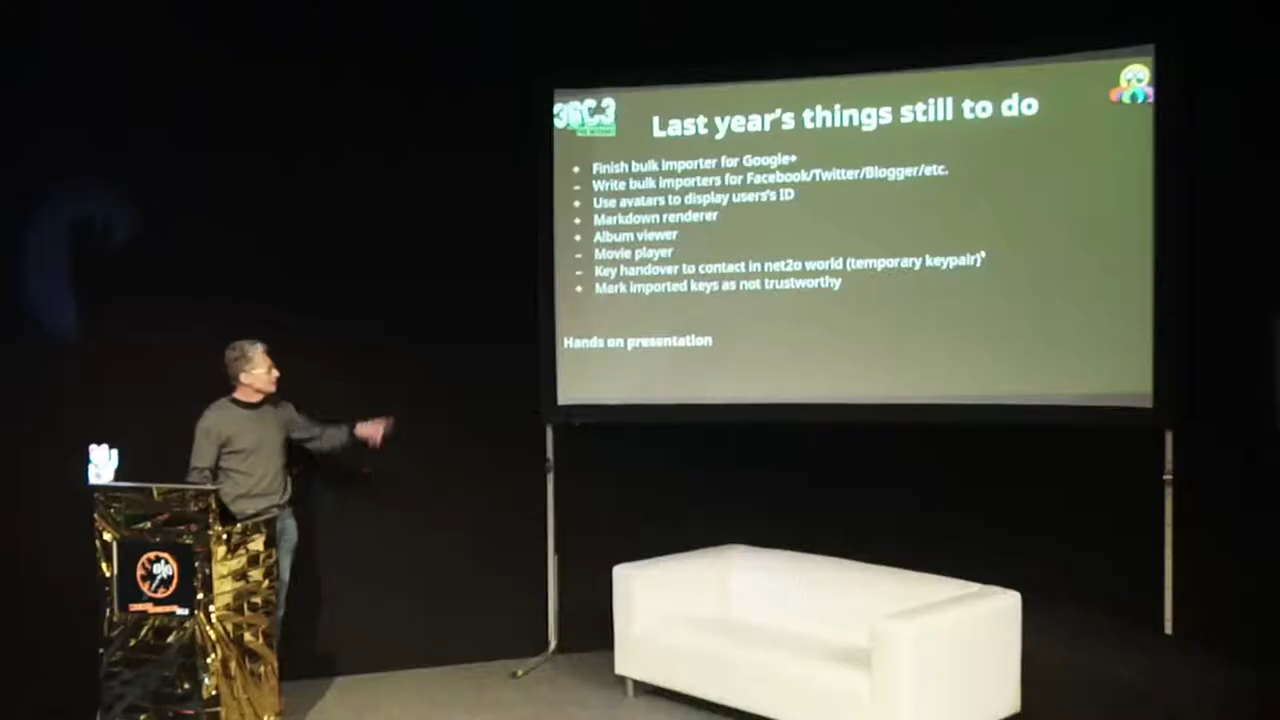 Last year's things still to do
+ Finish bulk importer for Google+
– Write bulk importers for Facebook/Twitter/Blogger/etc.
+ Use avatars to display users's ID
+ Markdown renderer
+ Album viewer
– Movie player
– Key handover to contact in net2o world (temporary keypair)
+ Mark imported keys as not trustworthy
Hands on presentation